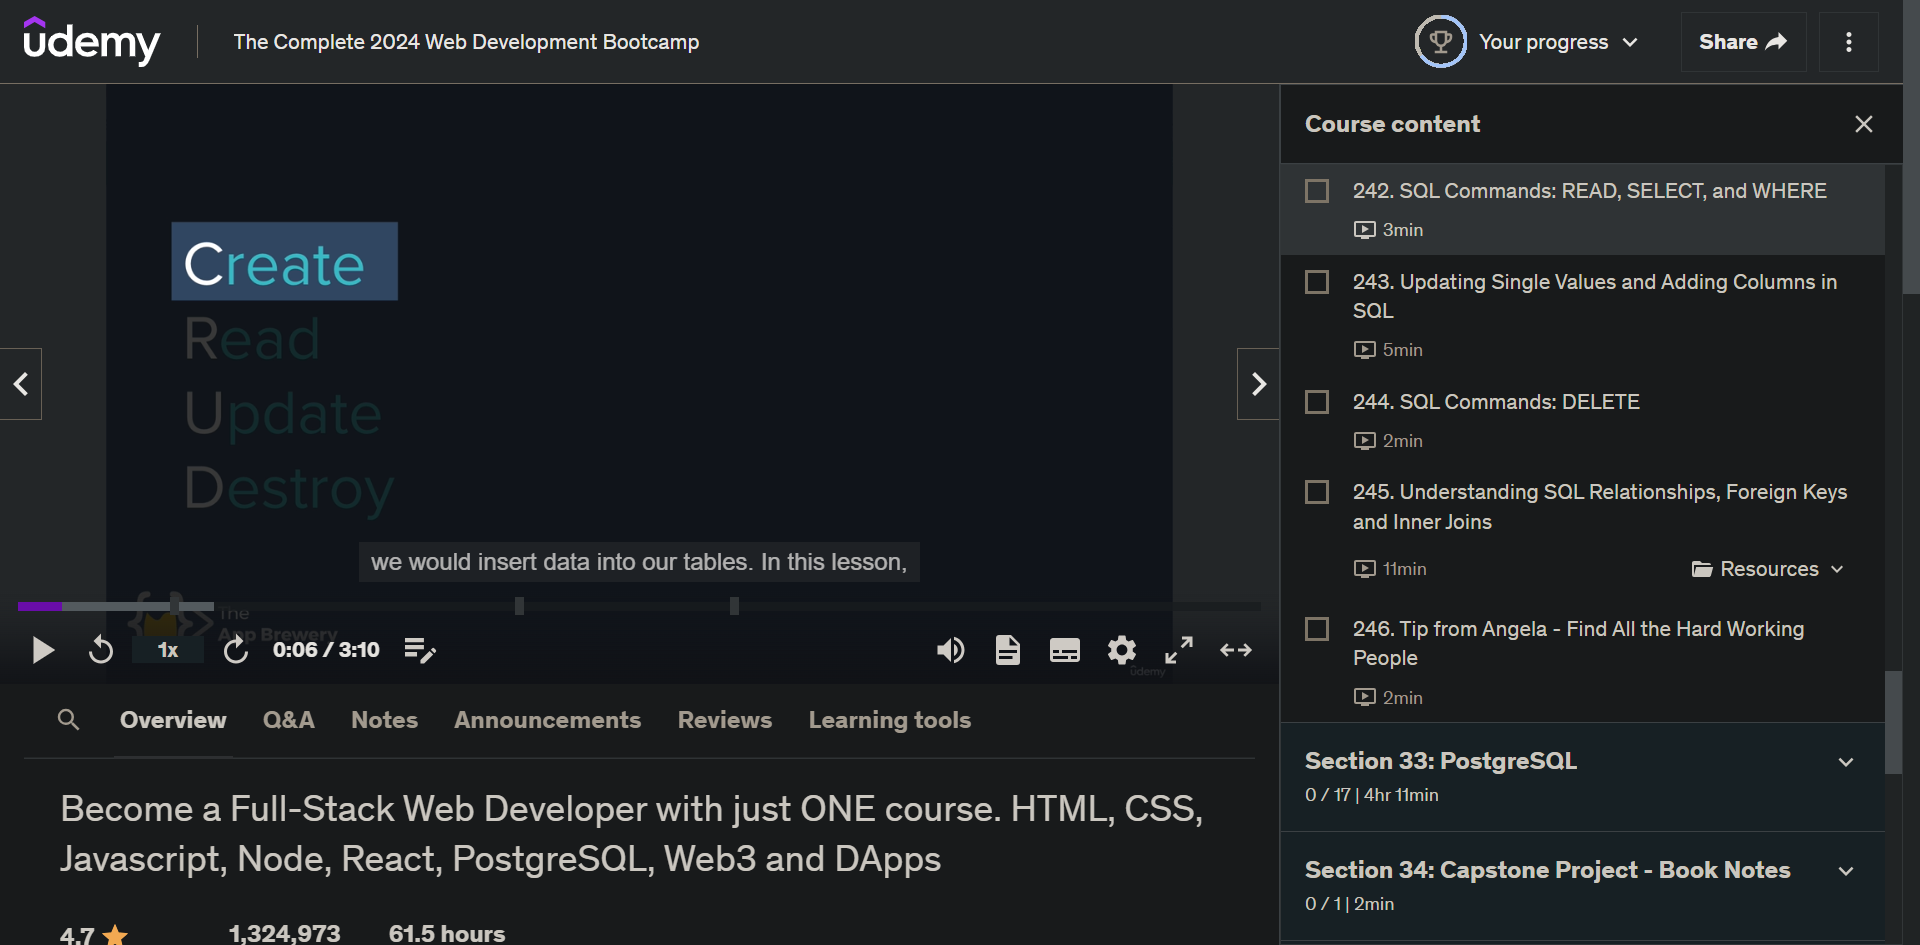 udemy
The Complete 2024 Web Development Bootcamp
Your progress
Share
Create
Read
Update
Destroy
we would insert data into our tables. In this lesson,
The
App Brewery
1x
0:06 / 3:10
udemy
Course content
242. SQL Commands: READ, SELECT, and WHERE
3min
243. Updating Single Values and Adding Columns in
SQL
5min
244. SQL Commands: DELETE
2min
245. Understanding SQL Relationships, Foreign Keys
and Inner Joins
11min
Resources
246. Tip from Angela - Find All the Hard Working
People
2min
Section 33: PostgreSQL
0 / 17 | 4hr 11min
Section 34: Capstone Project - Book Notes
0 / 1 | 2min
Overview
Q&A
Notes
Announcements
Reviews
Learning tools
Become a Full-Stack Web Developer with just ONE course. HTML, CSS,
Javascript, Node, React, PostgreSQL, Web3 and DApps
4.7
1,324,973
61.5 hours